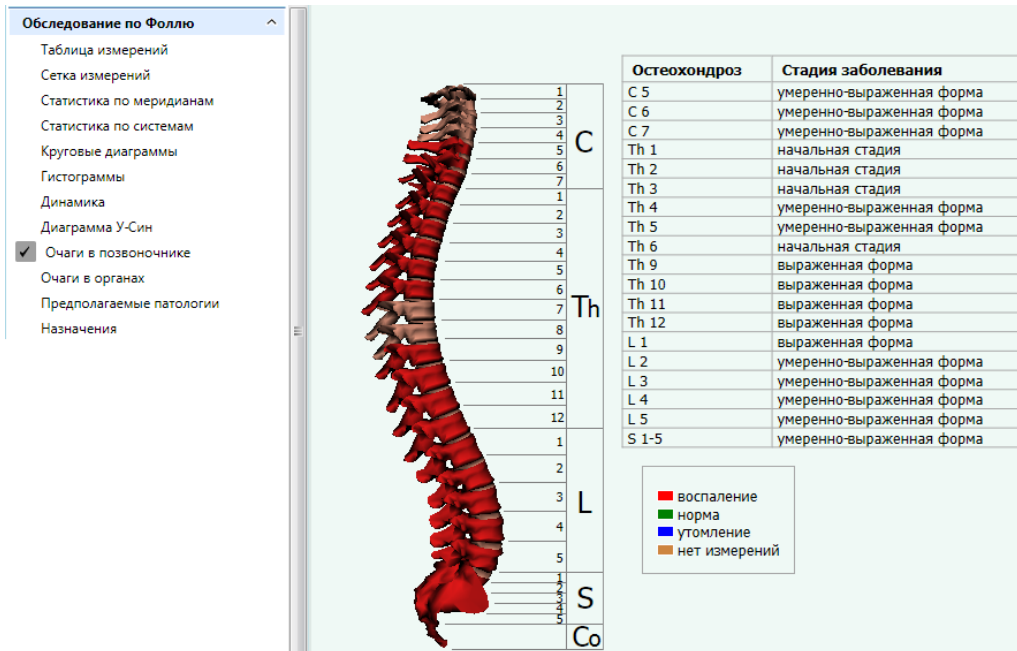 Обследование по Фоллю
Таблица измерений
Сетка измерений
Статистика по меридианам
Статистика по системам
Круговые диаграммы
Гистограммы
Динамика
Диаграмма У-Син
Очаги в позвоночнике
Очаги в органах
Предполагаемые патологии
Назначения
1
2
3
4
5
6
7
C
1
2
3
4
5
6
7
8
9
10
11
12
Th
1
2
3
4
5
L
1
2
3
4
5
S
Co
Остеохондроз Стадия заболевания
C 5 умеренно-выраженная форма
C 6 умеренно-выраженная форма
C 7 умеренно-выраженная форма
Th 1 начальная стадия
Th 2 начальная стадия
Th 3 начальная стадия
Th 4 умеренно-выраженная форма
Th 5 умеренно-выраженная форма
Th 6 начальная стадия
Th 9 выраженная форма
Th 10 выраженная форма
Th 11 выраженная форма
Th 12 выраженная форма
L 1 выраженная форма
L 2 умеренно-выраженная форма
L 3 умеренно-выраженная форма
L 4 умеренно-выраженная форма
L 5 умеренно-выраженная форма
S 1-5 умеренно-выраженная форма
воспаление
норма
утомление
нет измерений